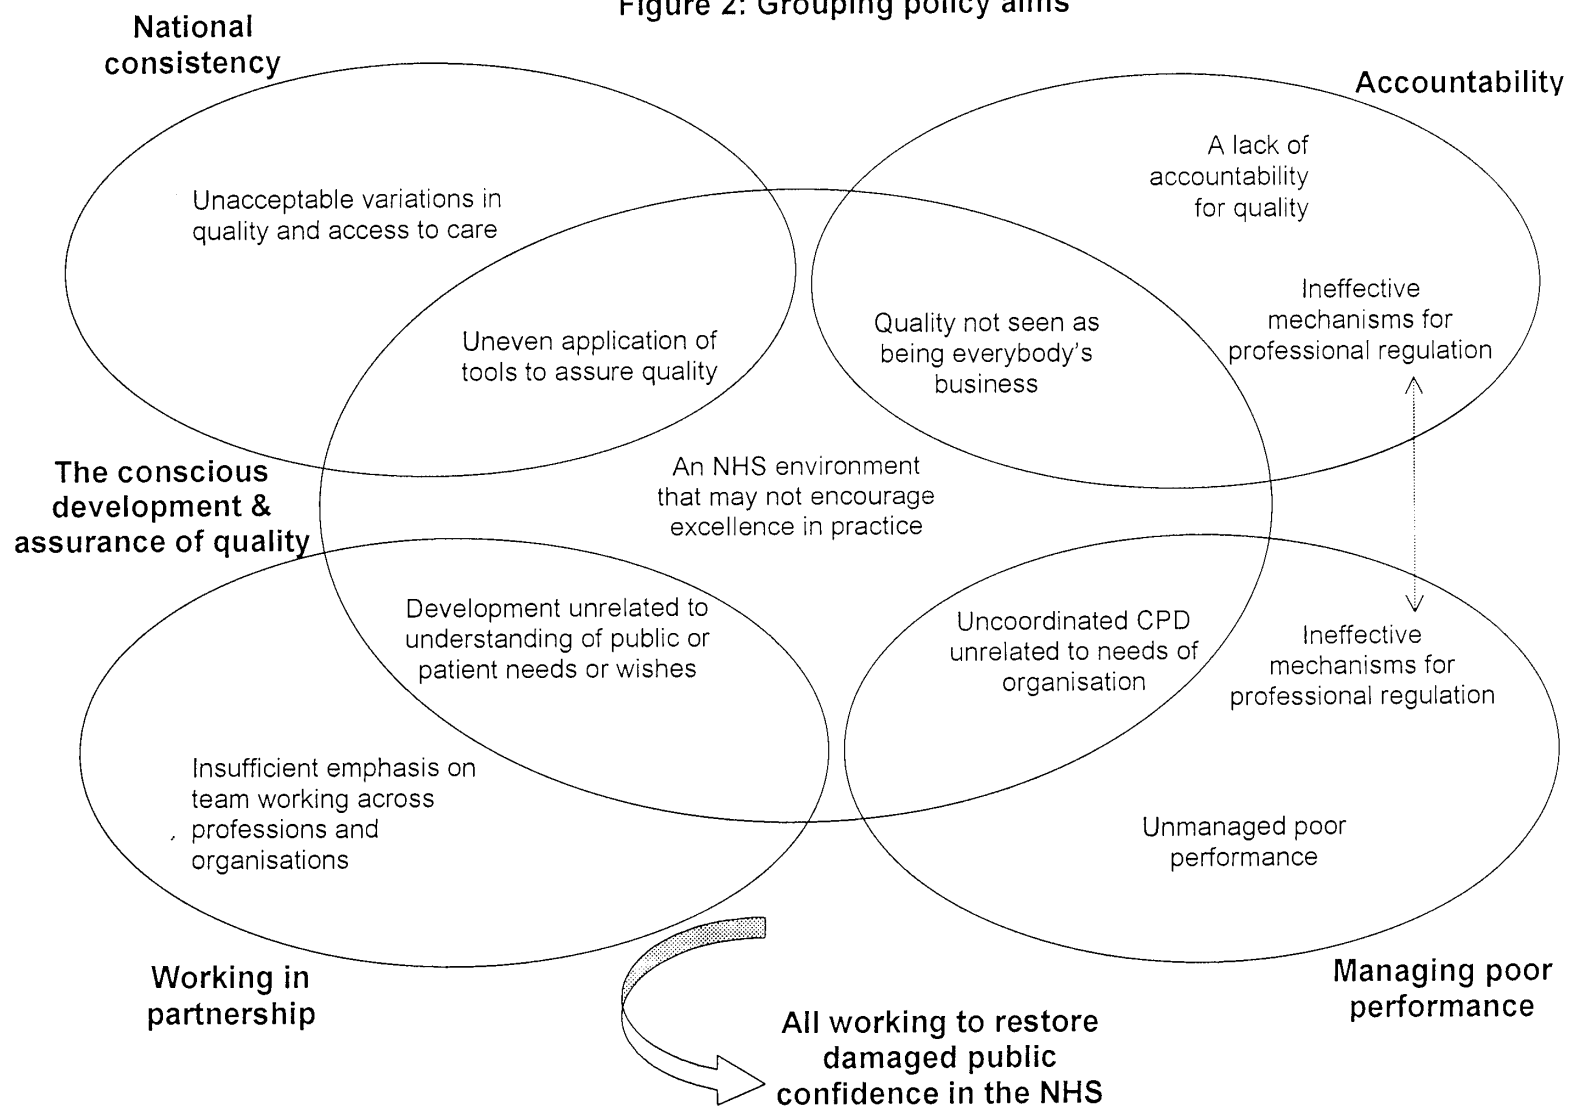 Figure 2: Grouping policy aims
National
consistency
Accountability
A lack of
accountability
for quality
Unacceptable variations in
quality and access to care
Ineffective
mechanisms for
professional regulation
Quality not seen as
being everybody's
business
Uneven application of
tools to assure quality
The conscious
development &
assurance of quality
An NHS environment
that may not encourage
excellence in practice
Development unrelated to
understanding of public or
patient needs or wishes
Uncoordinated CPD
unrelated to needs of
organisation
Ineffective
mechanisms for
professional regulation
Insufficient emphasis on
team working across
professions and
organisations
Unmanaged poor
performance
Working in
partnership
Managing poor
performance
All working to restore
damaged public
confidence in the NHS